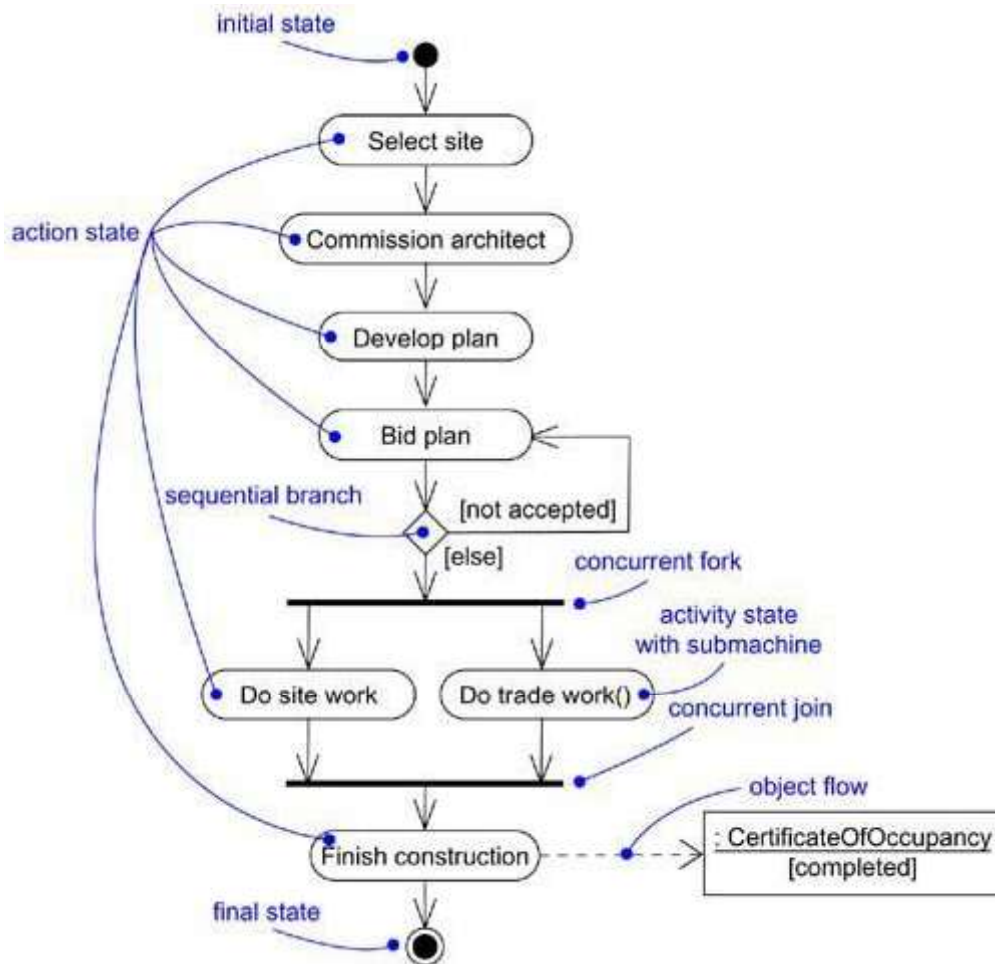 initial state
Select site
action state
Commission architect
Develop plan
Bid plan
sequential branch
[not accepted]
[else]
concurrent fork
activity state
with submachine
Do site work
Do trade work()
concurrent join
object flow
: CertificateOfOccupancy
[completed]
Finish construction
final state